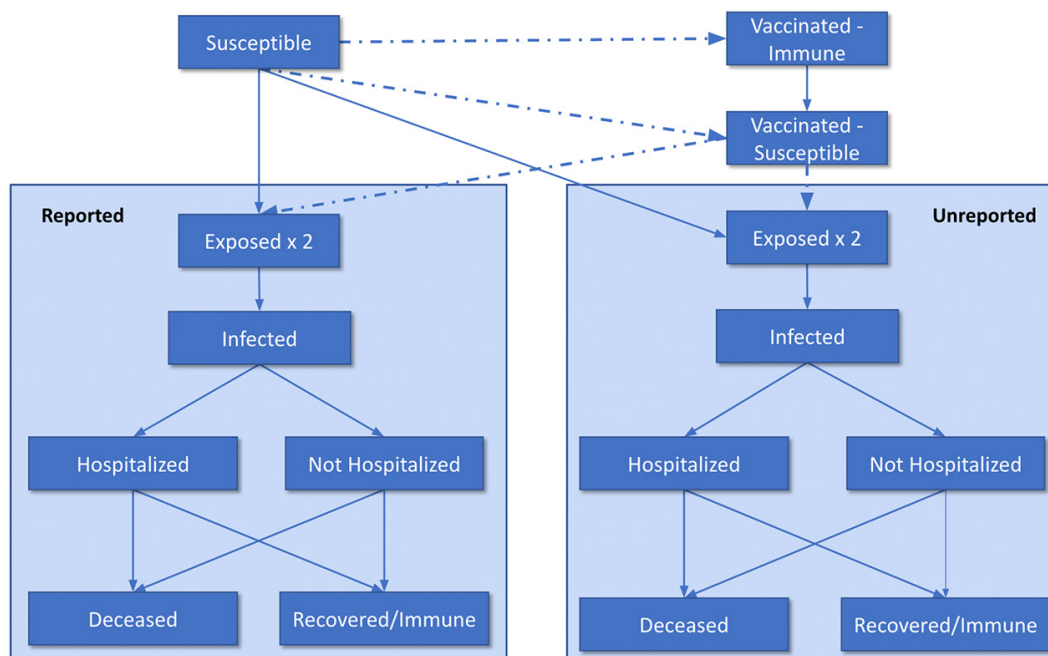 Susceptible
Vaccinated -
Immune
Vaccinated -
Susceptible
Reported
Unreported
Exposed x 2
Exposed x 2
Infected
Infected
Hospitalized
Not Hospitalized
Hospitalized
Not Hospitalized
Deceased
Recovered/Immune
Deceased
Recovered/Immune